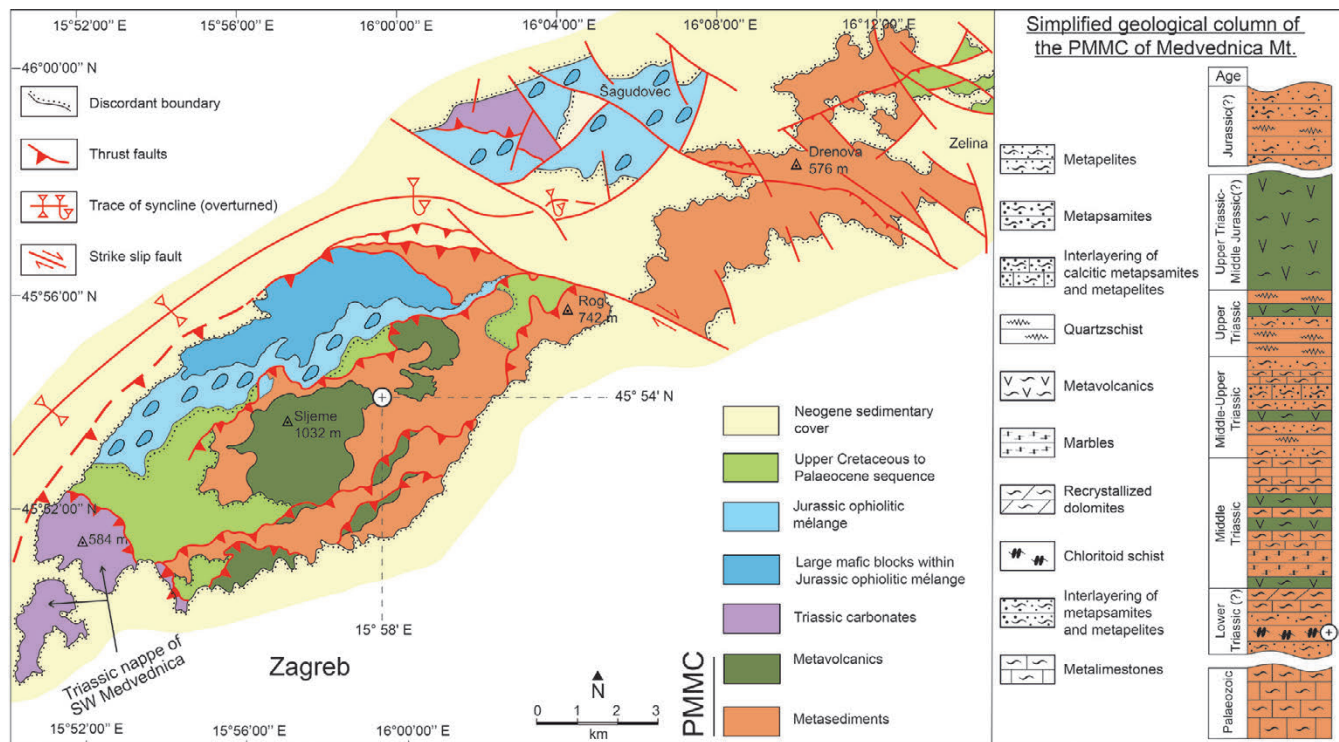 15°52'00'' E
15°56'00'' E
16°00'00'' E
16°04'00'' E
16°08'00'' E
16°12'00'' E
46°00'00'' N
Discordant boundary
Thrust faults
Trace of syncline (overturned)
Strike slip fault
45°56'00'' N
45°52'00'' N
Šagudovec
Zelina
Drenova
576 m
Rog
742 m
Sljeme
1032 m
45° 54' N
584 m
15° 58' E
Triassic nappe of
SW Medvednica
Zagreb
N
0 1 2 3
km
15°52'00'' E
15°56'00'' E
16°00'00'' E
Neogene sedimentary
cover
Upper Cretaceous to
Palaeocene sequence
Jurassic ophiolitic
mélange
Large mafic blocks within
Jurassic ophiolitic mélange
Triassic carbonates
PMMC
Metavolcanics
Metasediments
Simplified geological column of
the PMMC of Medvednica Mt.
Metapelites
Metapsamites
Interlayering of
calcitic metapsamites
and metapelites
Quartzschist
Metavolcanics
Marbles
Recrystallized
dolomites
Chloritoid schist
Interlayering of
metapsamites
and metapelites
Metalimestones
Age
Jurassic(?)
Upper Triassic-
Middle Jurassic(?)
Upper
Triassic
Middle-Upper
Triassic
Middle
Triassic
Lower
Triassic (?)
Palaeozoic